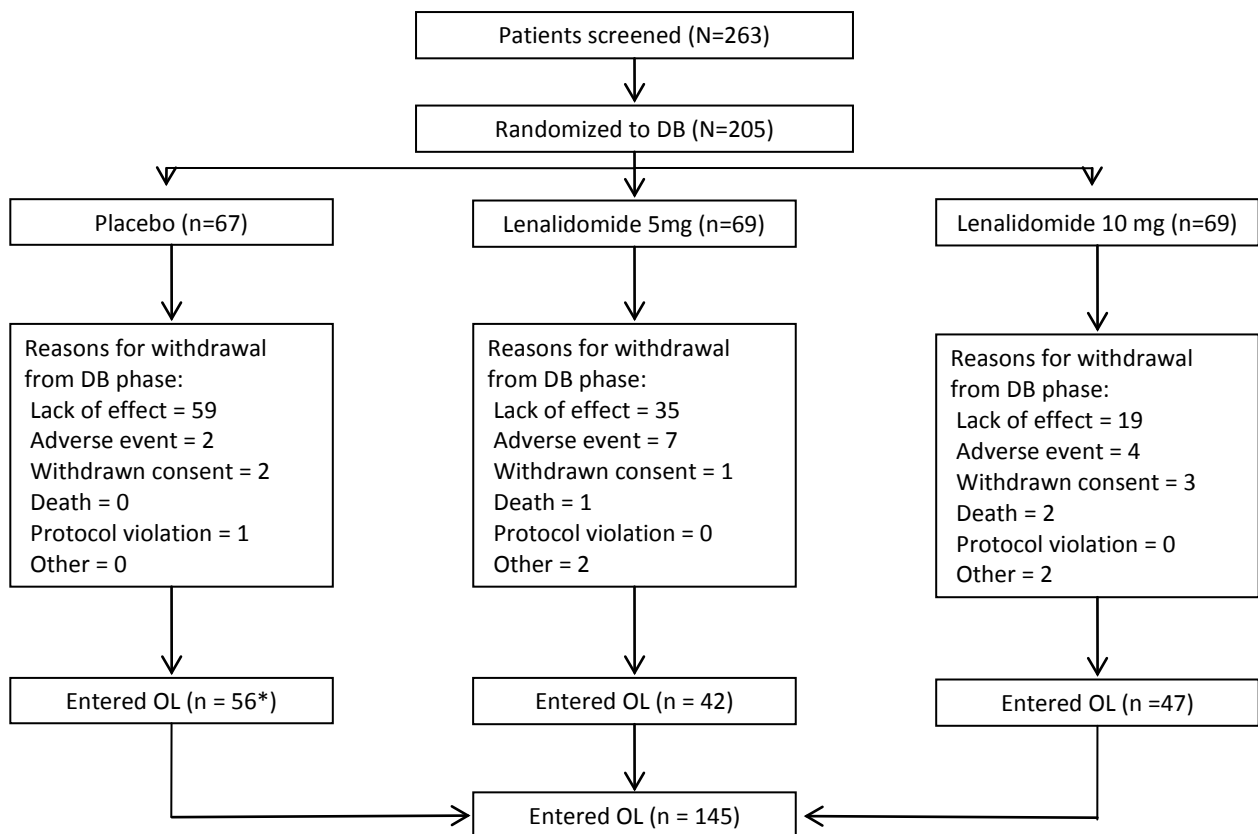 Patients screened (N=263)
Randomized to DB (N=205)
Placebo (n=67)
Lenalidomide 5mg (n=69)
Lenalidomide 10 mg (n=69)
Reasons for withdrawal
from DB phase:
Lack of effect = 59
Adverse event = 2
Withdrawn consent = 2
Death = 0
Protocol violation = 1
Other = 0
Reasons for withdrawal
from DB phase:
Lack of effect = 35
Adverse event = 7
Withdrawn consent = 1
Death = 1
Protocol violation = 0
Other = 2
Reasons for withdrawal
from DB phase:
Lack of effect = 19
Adverse event = 4
Withdrawn consent = 3
Death = 2
Protocol violation = 0
Other = 2
Entered OL (n = 56*)
Entered OL (n = 42)
Entered OL (n =47)
Entered OL (n = 145)